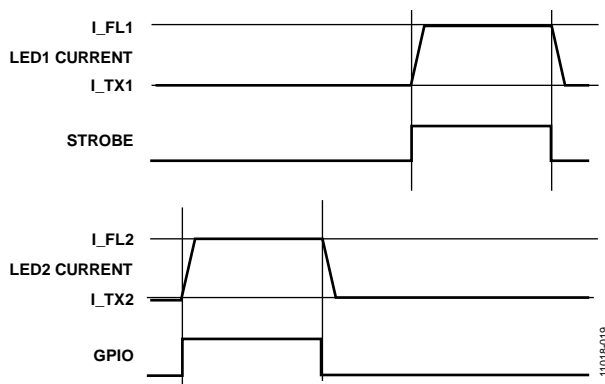 I_FL1
LED1 CURRENT
I_TX1
STROBE
I_FL2
LED2 CURRENT
I_TX2
GPIO
11018-019